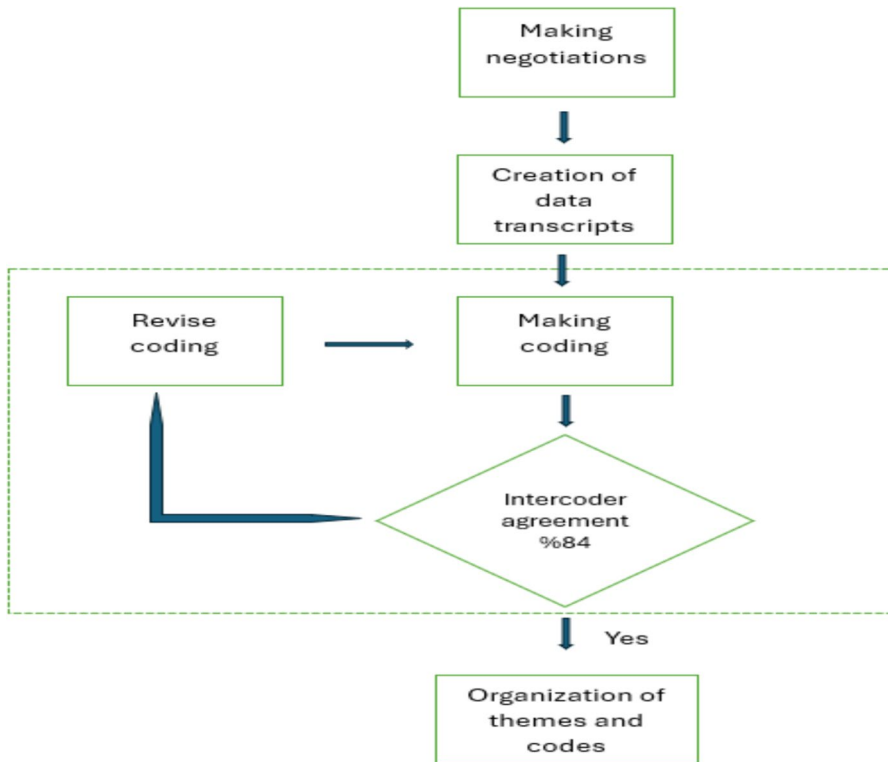 Making
negotiations
Creation of
data
transcripts
Revise
coding
Making
coding
Intercoder
agreement
%84
Yes
Organization of
themes and
codes